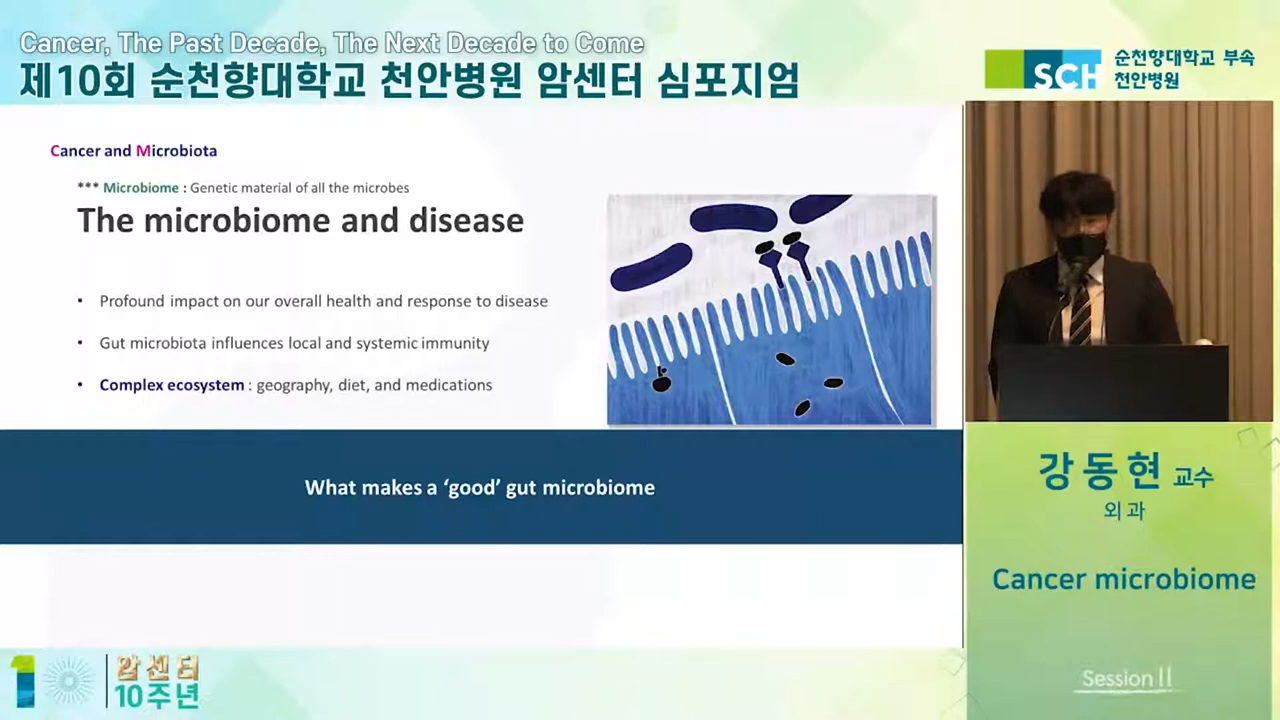 Cancer, The Past Decade, The Next Decade to Come
제10회 순천향대학교 천안병원 암센터 심포지엄
SCH
순천향대학교 부속
천안병원
Cancer and Microbiota
*** Microbiome : Genetic material of all the microbes
The microbiome and disease
• Profound impact on our overall health and response to disease
• Gut microbiota influences local and systemic immunity
• Complex ecosystem : geography, diet, and medications
What makes a ‘good’ gut microbiome
강동현 교수
외과
Cancer microbiome
Session II
10
암센터
10주년